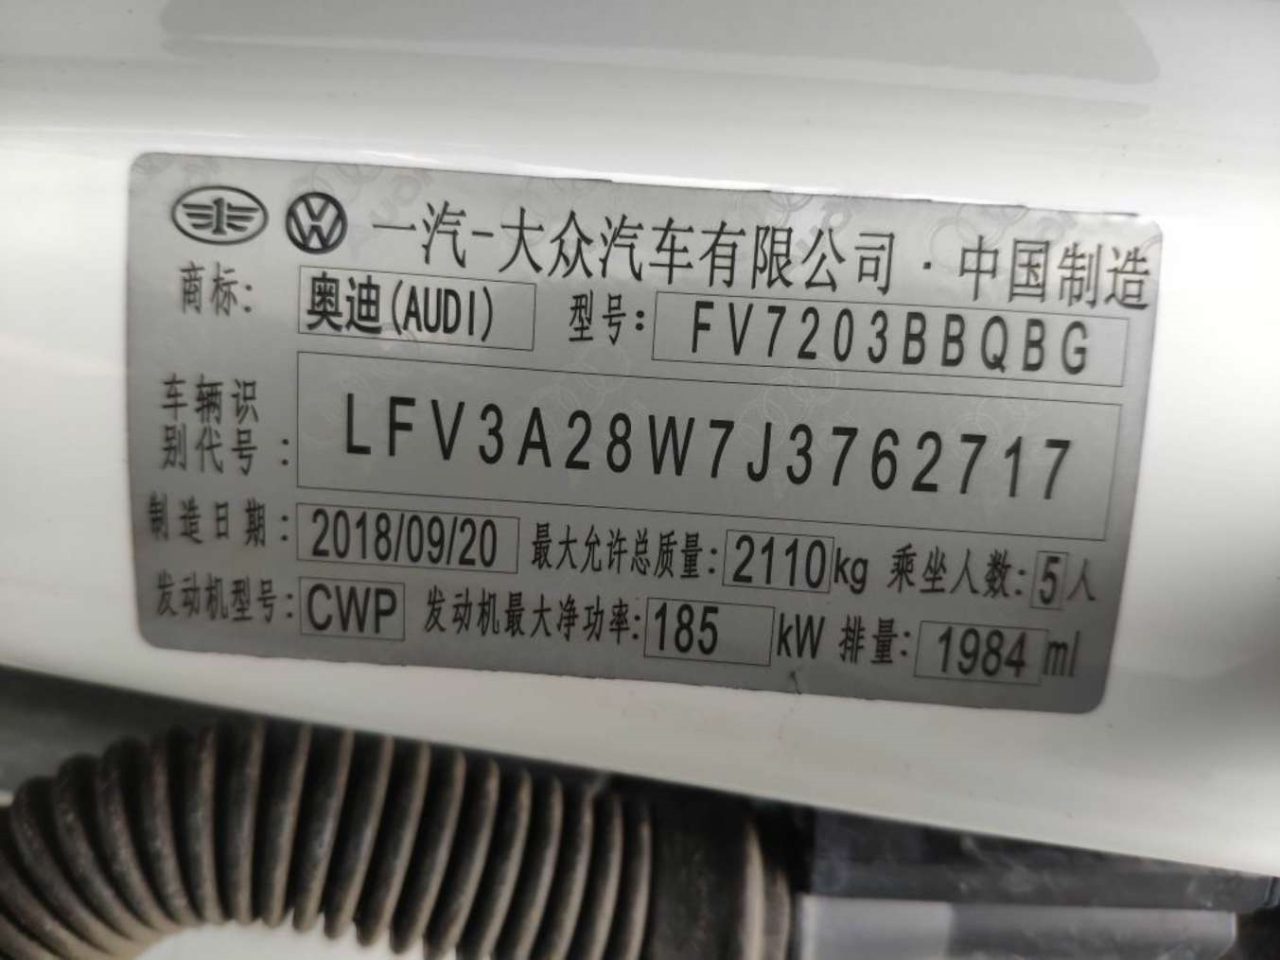 一汽-大众汽车有限公司·中国制造
商标: 奥迪(AUDI) 型号: FV7203BBQBG
车辆识别代号: LFV3A28W7J3762717
制造日期: 2018/09/20 最大允许总质量: 2110kg 乘坐人数: 5人
发动机型号: CWP 发动机最大净功率: 185 kW 排量: 1984 ml